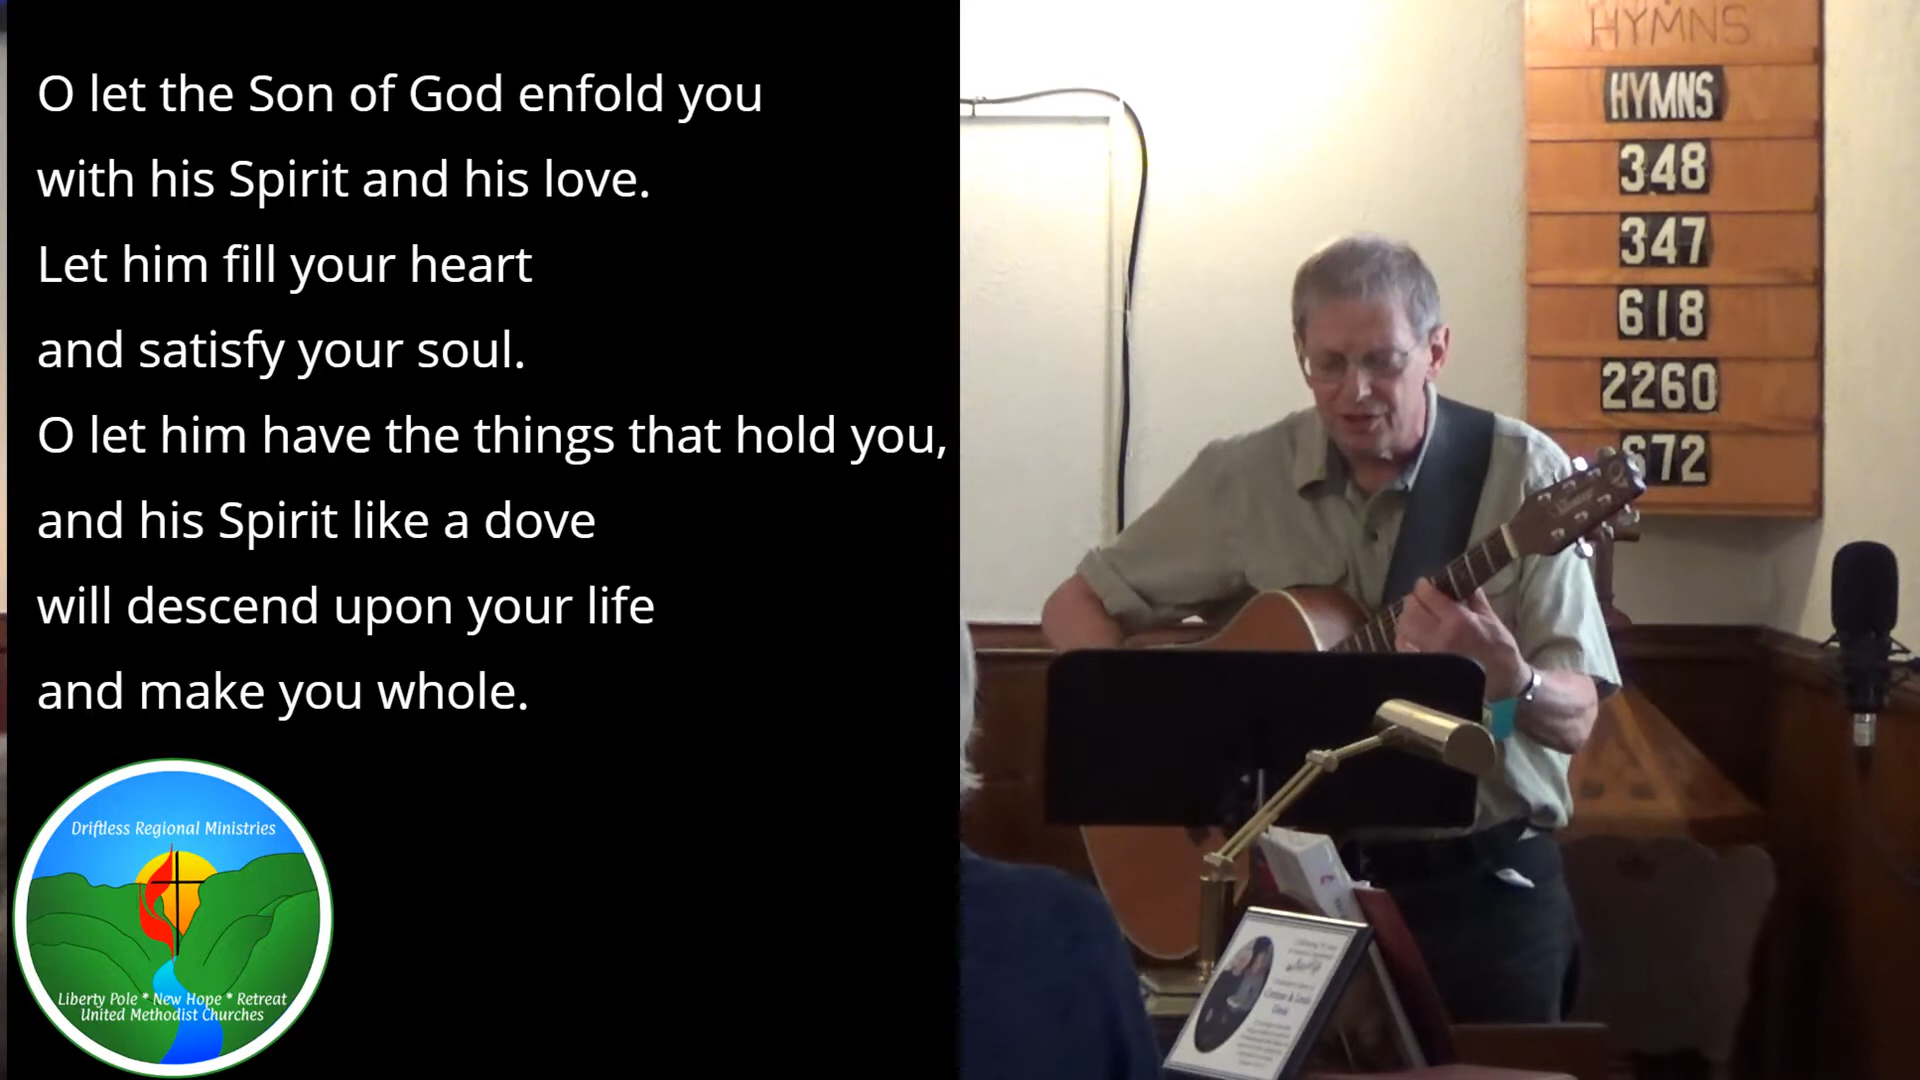 O let the Son of God enfold you
with his Spirit and his love.
Let him fill your heart
and satisfy your soul.
O let him have the things that hold you,
and his Spirit like a dove
will descend upon your life
and make you whole.
Driftless Regional Ministries
Liberty Pole * New Hope * Retreat
United Methodist Churches
HYMNS
HYMNS
348
347
618
2260
672